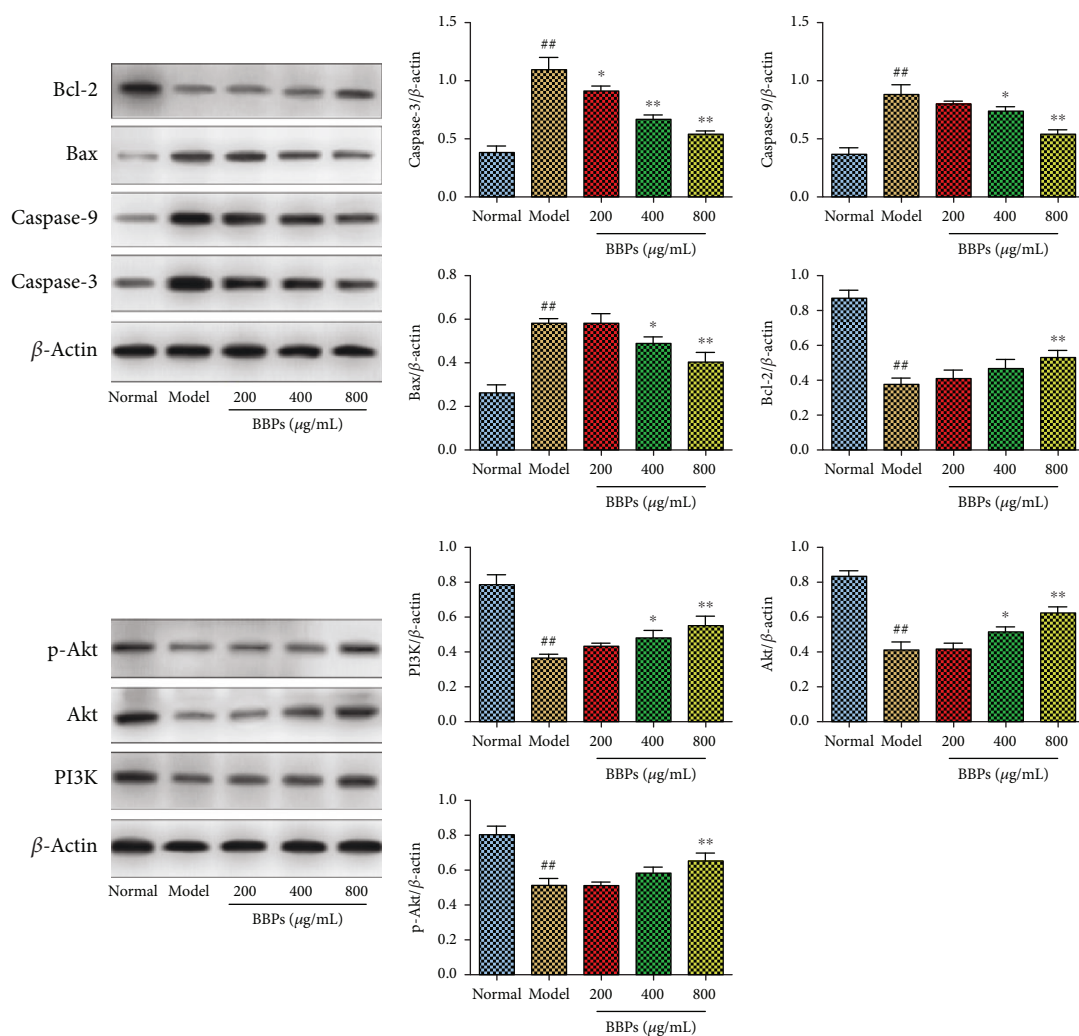 Bcl-2
Bax
Caspase-9
Caspase-3
β-Actin
Normal Model 200 400 800
BBPs (μg/mL)
Caspase-3/β-actin
1.5
1.0
0.5
0.0
##
*
**
**
Normal Model 200 400 800
BBPs (μg/mL)
Caspase-9/β-actin
1.5
1.0
0.5
0.0
##
*
**
Normal Model 200 400 800
BBPs (μg/mL)
Bax/β-actin
0.8
0.6
0.4
0.2
0.0
##
*
**
Normal Model 200 400 800
BBPs (μg/mL)
Bcl-2/β-actin
1.0
0.8
0.6
0.4
0.2
0.0
##
**
Normal Model 200 400 800
BBPs (μg/mL)
p-Akt
Akt
PI3K
β-Actin
Normal Model 200 400 800
BBPs (μg/mL)
PI3K/β-actin
1.0
0.8
0.6
0.4
0.2
0.0
##
*
**
Normal Model 200 400 800
BBPs (μg/mL)
Akt/β-actin
1.0
0.8
0.6
0.4
0.2
0.0
##
*
**
Normal Model 200 400 800
BBPs (μg/mL)
p-Akt/β-actin
1.0
0.8
0.6
0.4
0.2
0.0
##
**
Normal Model 200 400 800
BBPs (μg/mL)